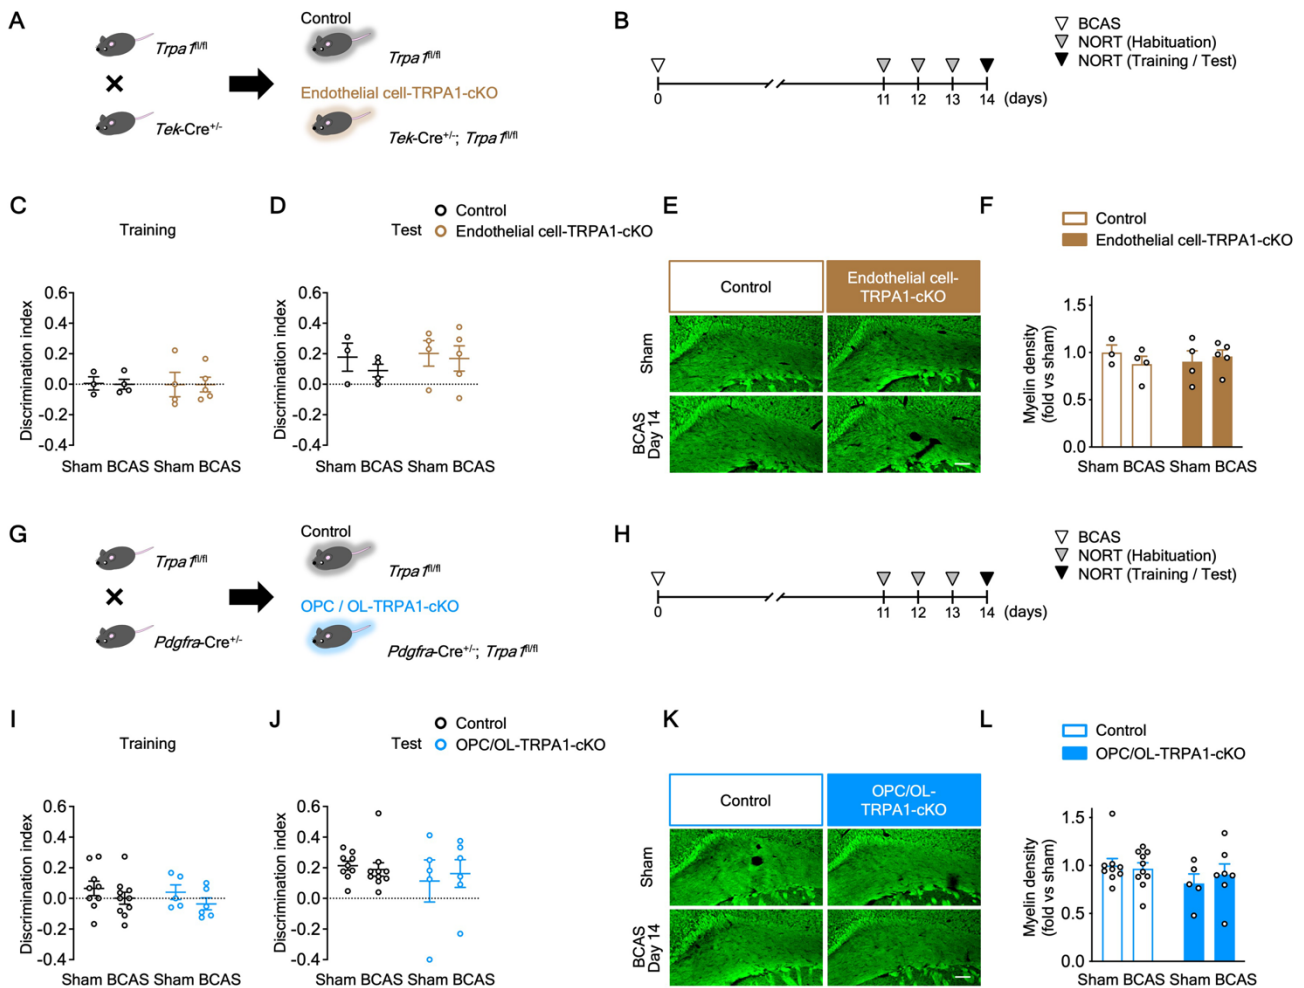 A
Trpa1fl/fl
×
Tek-Cre+/-
Control
Trpa1fl/fl
Endothelial cell-TRPA1-cKO
Tek-Cre+/-; Trpa1fl/fl
B
BCAS
NORT (Habituation)
NORT (Training / Test)
0
11
12
13
14
(days)
C
Training
Discrimination index
0.6
0.4
0.2
0.0
-0.2
-0.4
Sham BCAS Sham BCAS
D
Test
Control
Endothelial cell-TRPA1-cKO
Discrimination index
0.6
0.4
0.2
0.0
-0.2
-0.4
Sham BCAS Sham BCAS
E
Control
Endothelial cell-
TRPA1-cKO
Sham
BCAS
Day 14
F
Control
Endothelial cell-TRPA1-cKO
Myelin density
(fold vs sham)
1.5
1.0
0.5
0.0
Sham BCAS Sham BCAS
G
Trpa1fl/fl
×
Pdgfra-Cre+/-
Control
Trpa1fl/fl
OPC / OL-TRPA1-cKO
Pdgfra-Cre+/-; Trpa1fl/fl
H
BCAS
NORT (Habituation)
NORT (Training / Test)
0
11
12
13
14
(days)
I
Training
Discrimination index
0.6
0.4
0.2
0.0
-0.2
-0.4
Sham BCAS Sham BCAS
J
Test
Control
OPC/OL-TRPA1-cKO
Discrimination index
0.6
0.4
0.2
0.0
-0.2
-0.4
Sham BCAS Sham BCAS
K
Control
OPC/OL-
TRPA1-cKO
Sham
BCAS
Day 14
L
Control
OPC/OL-TRPA1-cKO
Myelin density
(fold vs sham)
1.5
1.0
0.5
0.0
Sham BCAS Sham BCAS